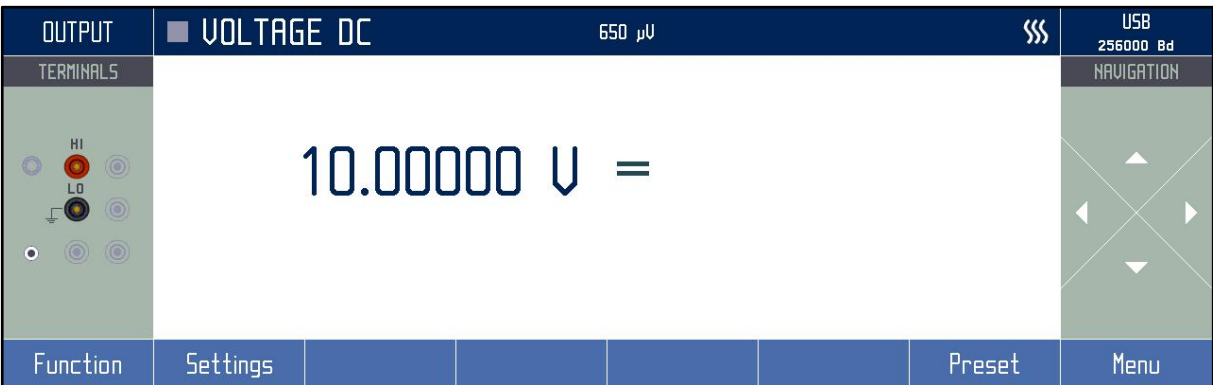 OUTPUT
VOLTAGE DC
650 µV
USB
256000 Bd
TERMINALS
NAVIGATION
HI
LO
10.00000 V =
Function
Settings
Preset
Menu